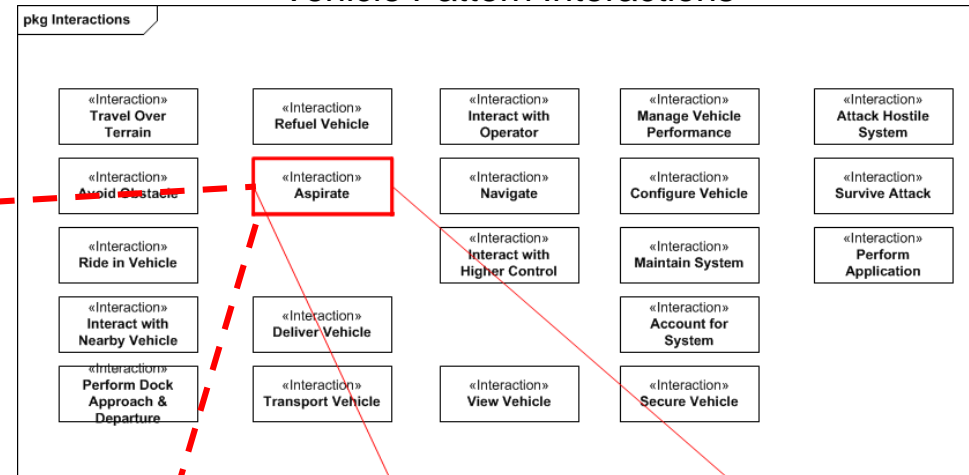 Vehicle Pattern Interactions
pkg Interactions
«Interaction»
Travel Over
Terrain
«Interaction»
Refuel Vehicle
«Interaction»
Interact with
Operator
«Interaction»
Manage Vehicle
Performance
«Interaction»
Attack Hostile
System
«Interaction»
Avoid Obstacle
«Interaction»
Aspirate
«Interaction»
Navigate
«Interaction»
Configure Vehicle
«Interaction»
Survive Attack
«Interaction»
Ride in Vehicle
«Interaction»
Interact with
Higher Control
«Interaction»
Maintain System
«Interaction»
Perform
Application
«Interaction»
Interact with
Nearby Vehicle
«Interaction»
Deliver Vehicle
«Interaction»
Account for
System
«Interaction»
Perform Dock
Approach &
Departure
«Interaction»
Transport Vehicle
«Interaction»
View Vehicle
«Interaction»
Secure Vehicle